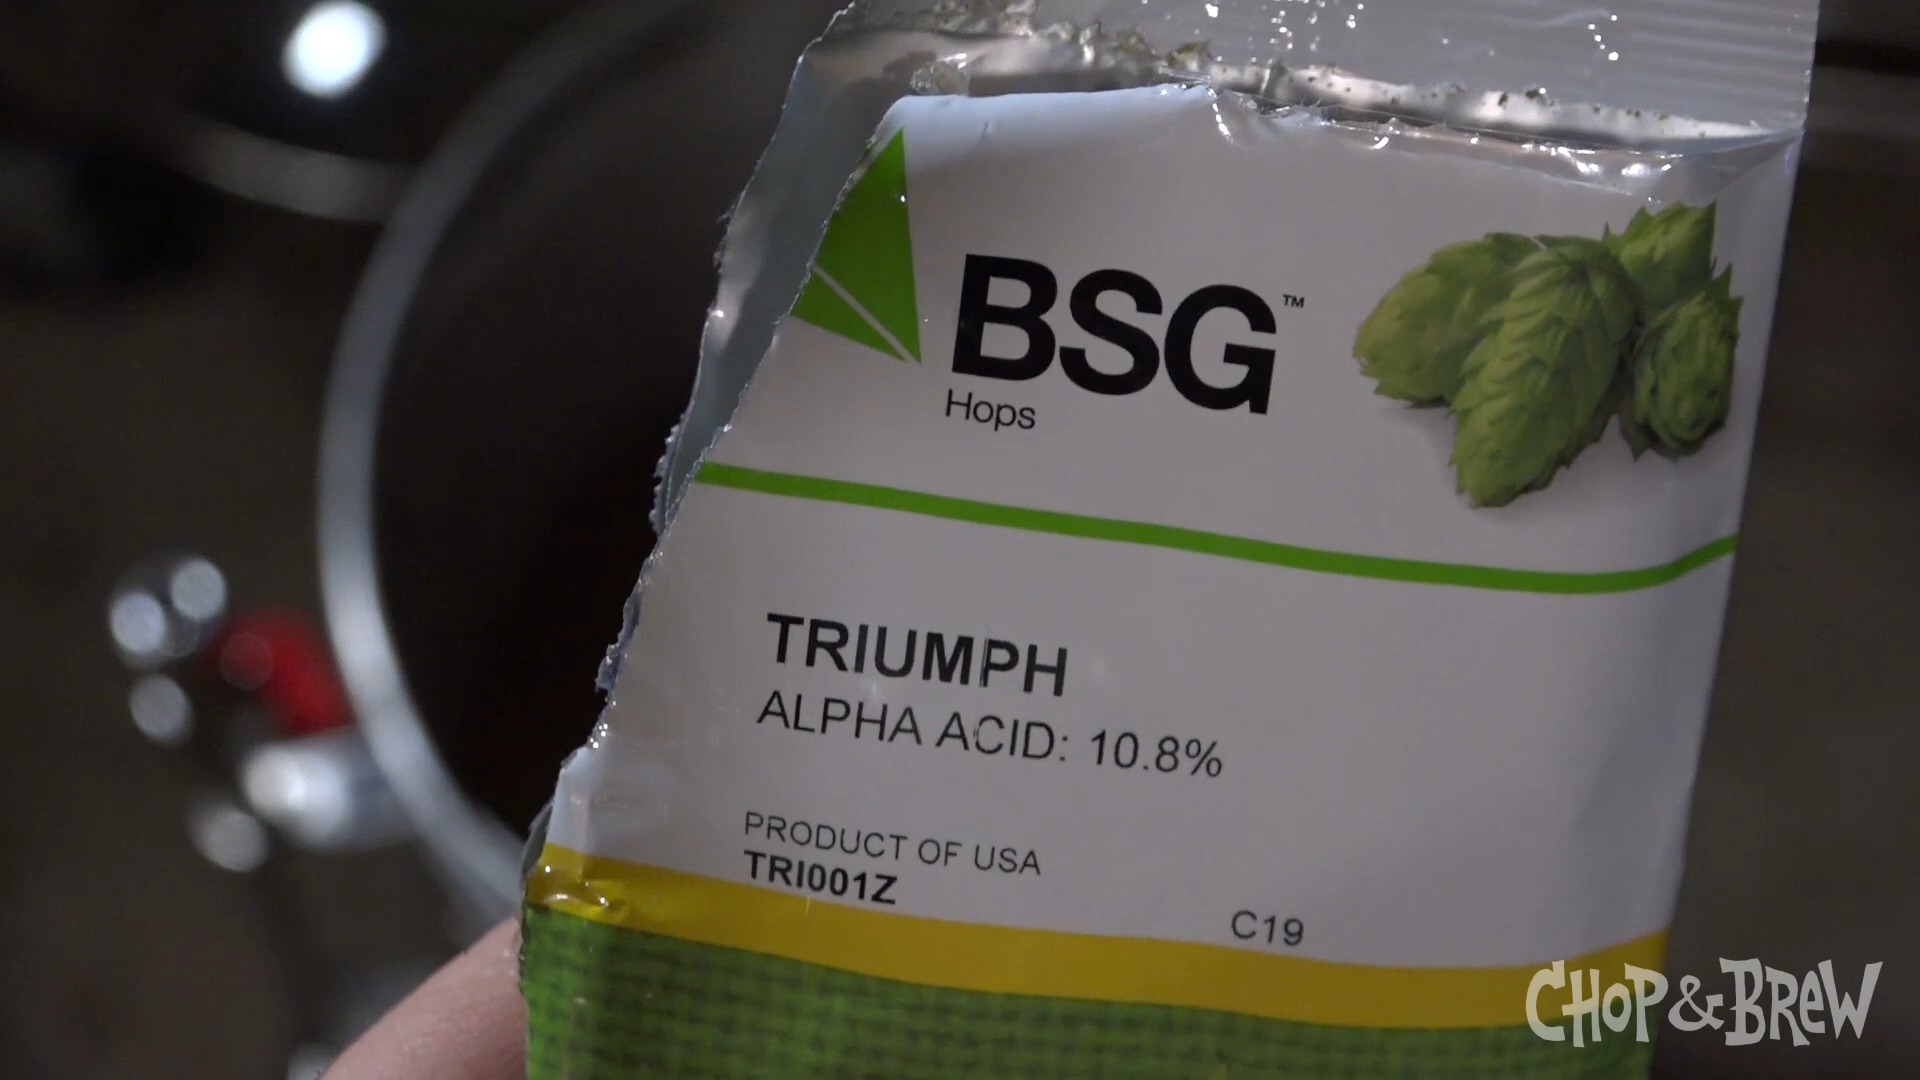 BSG™
Hops
TRIUMPH
ALPHA ACID: 10.8%
PRODUCT OF USA
TRI001Z
C19
CHOP & BREW